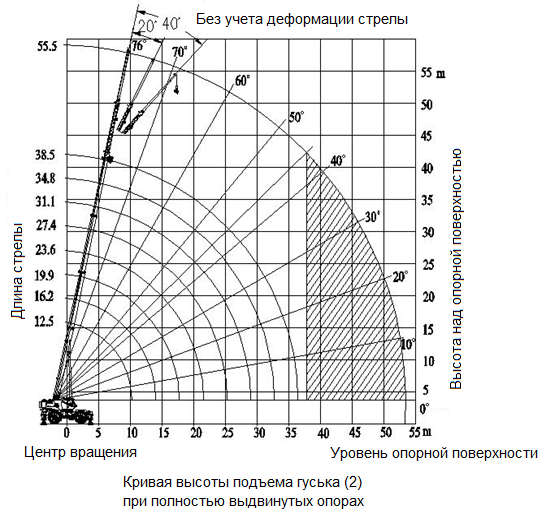 20° 40°
Без учета деформации стрелы
55.5
76°
70°
60°
50°
40°
30°
20°
10°
0°
55 m
50
45
40
35
30
25
20
15
10
5
38.5
34.8
31.1
27.4
23.6
19.9
16.2
12.5
Длина стрелы
Высота над опорной поверхностью
0 5 10 15 20 25 30 35 40 45 50 55
m
Центр вращения
Уровень опорной поверхности
Кривая высоты подъема гуська (2)
при полностью выдвинутых опорах